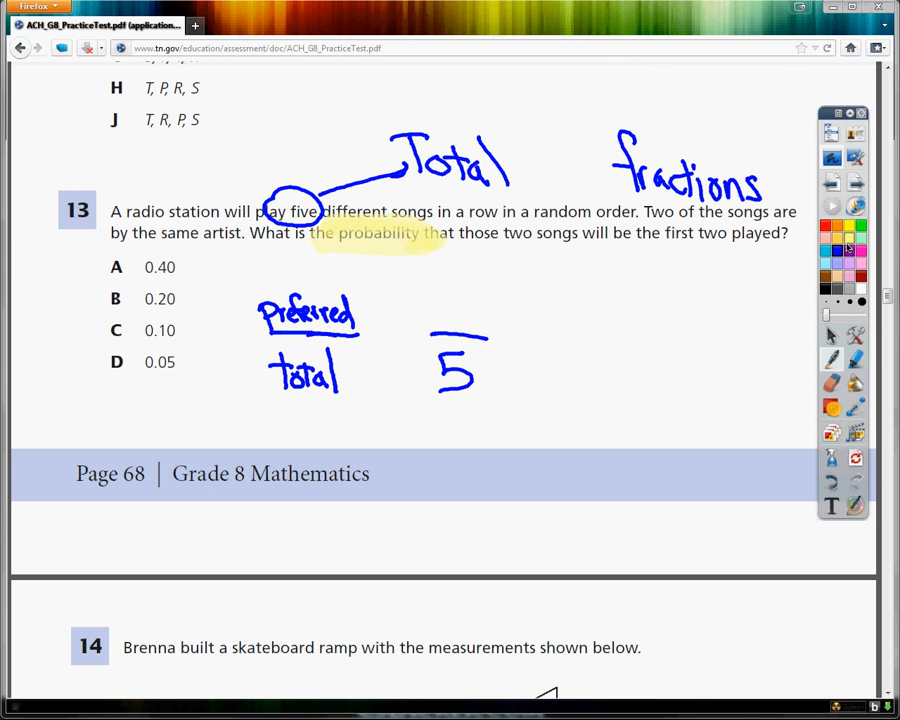 Firefox
ACH_G8_PracticeTest.pdf (application...
www.tn.gov/education/assessment/doc/ACH_G8_PracticeTest.pdf
H T, P, R, S
J T, R, P, S
Total
fractions
13 A radio station will play five different songs in a row in a random order. Two of the songs are
by the same artist. What is the probability that those two songs will be the first two played?
A 0.40
B 0.20
C 0.10
D 0.05
preferred
total
5
Page 68 | Grade 8 Mathematics
14 Brenna built a skateboard ramp with the measurements shown below.
T
b